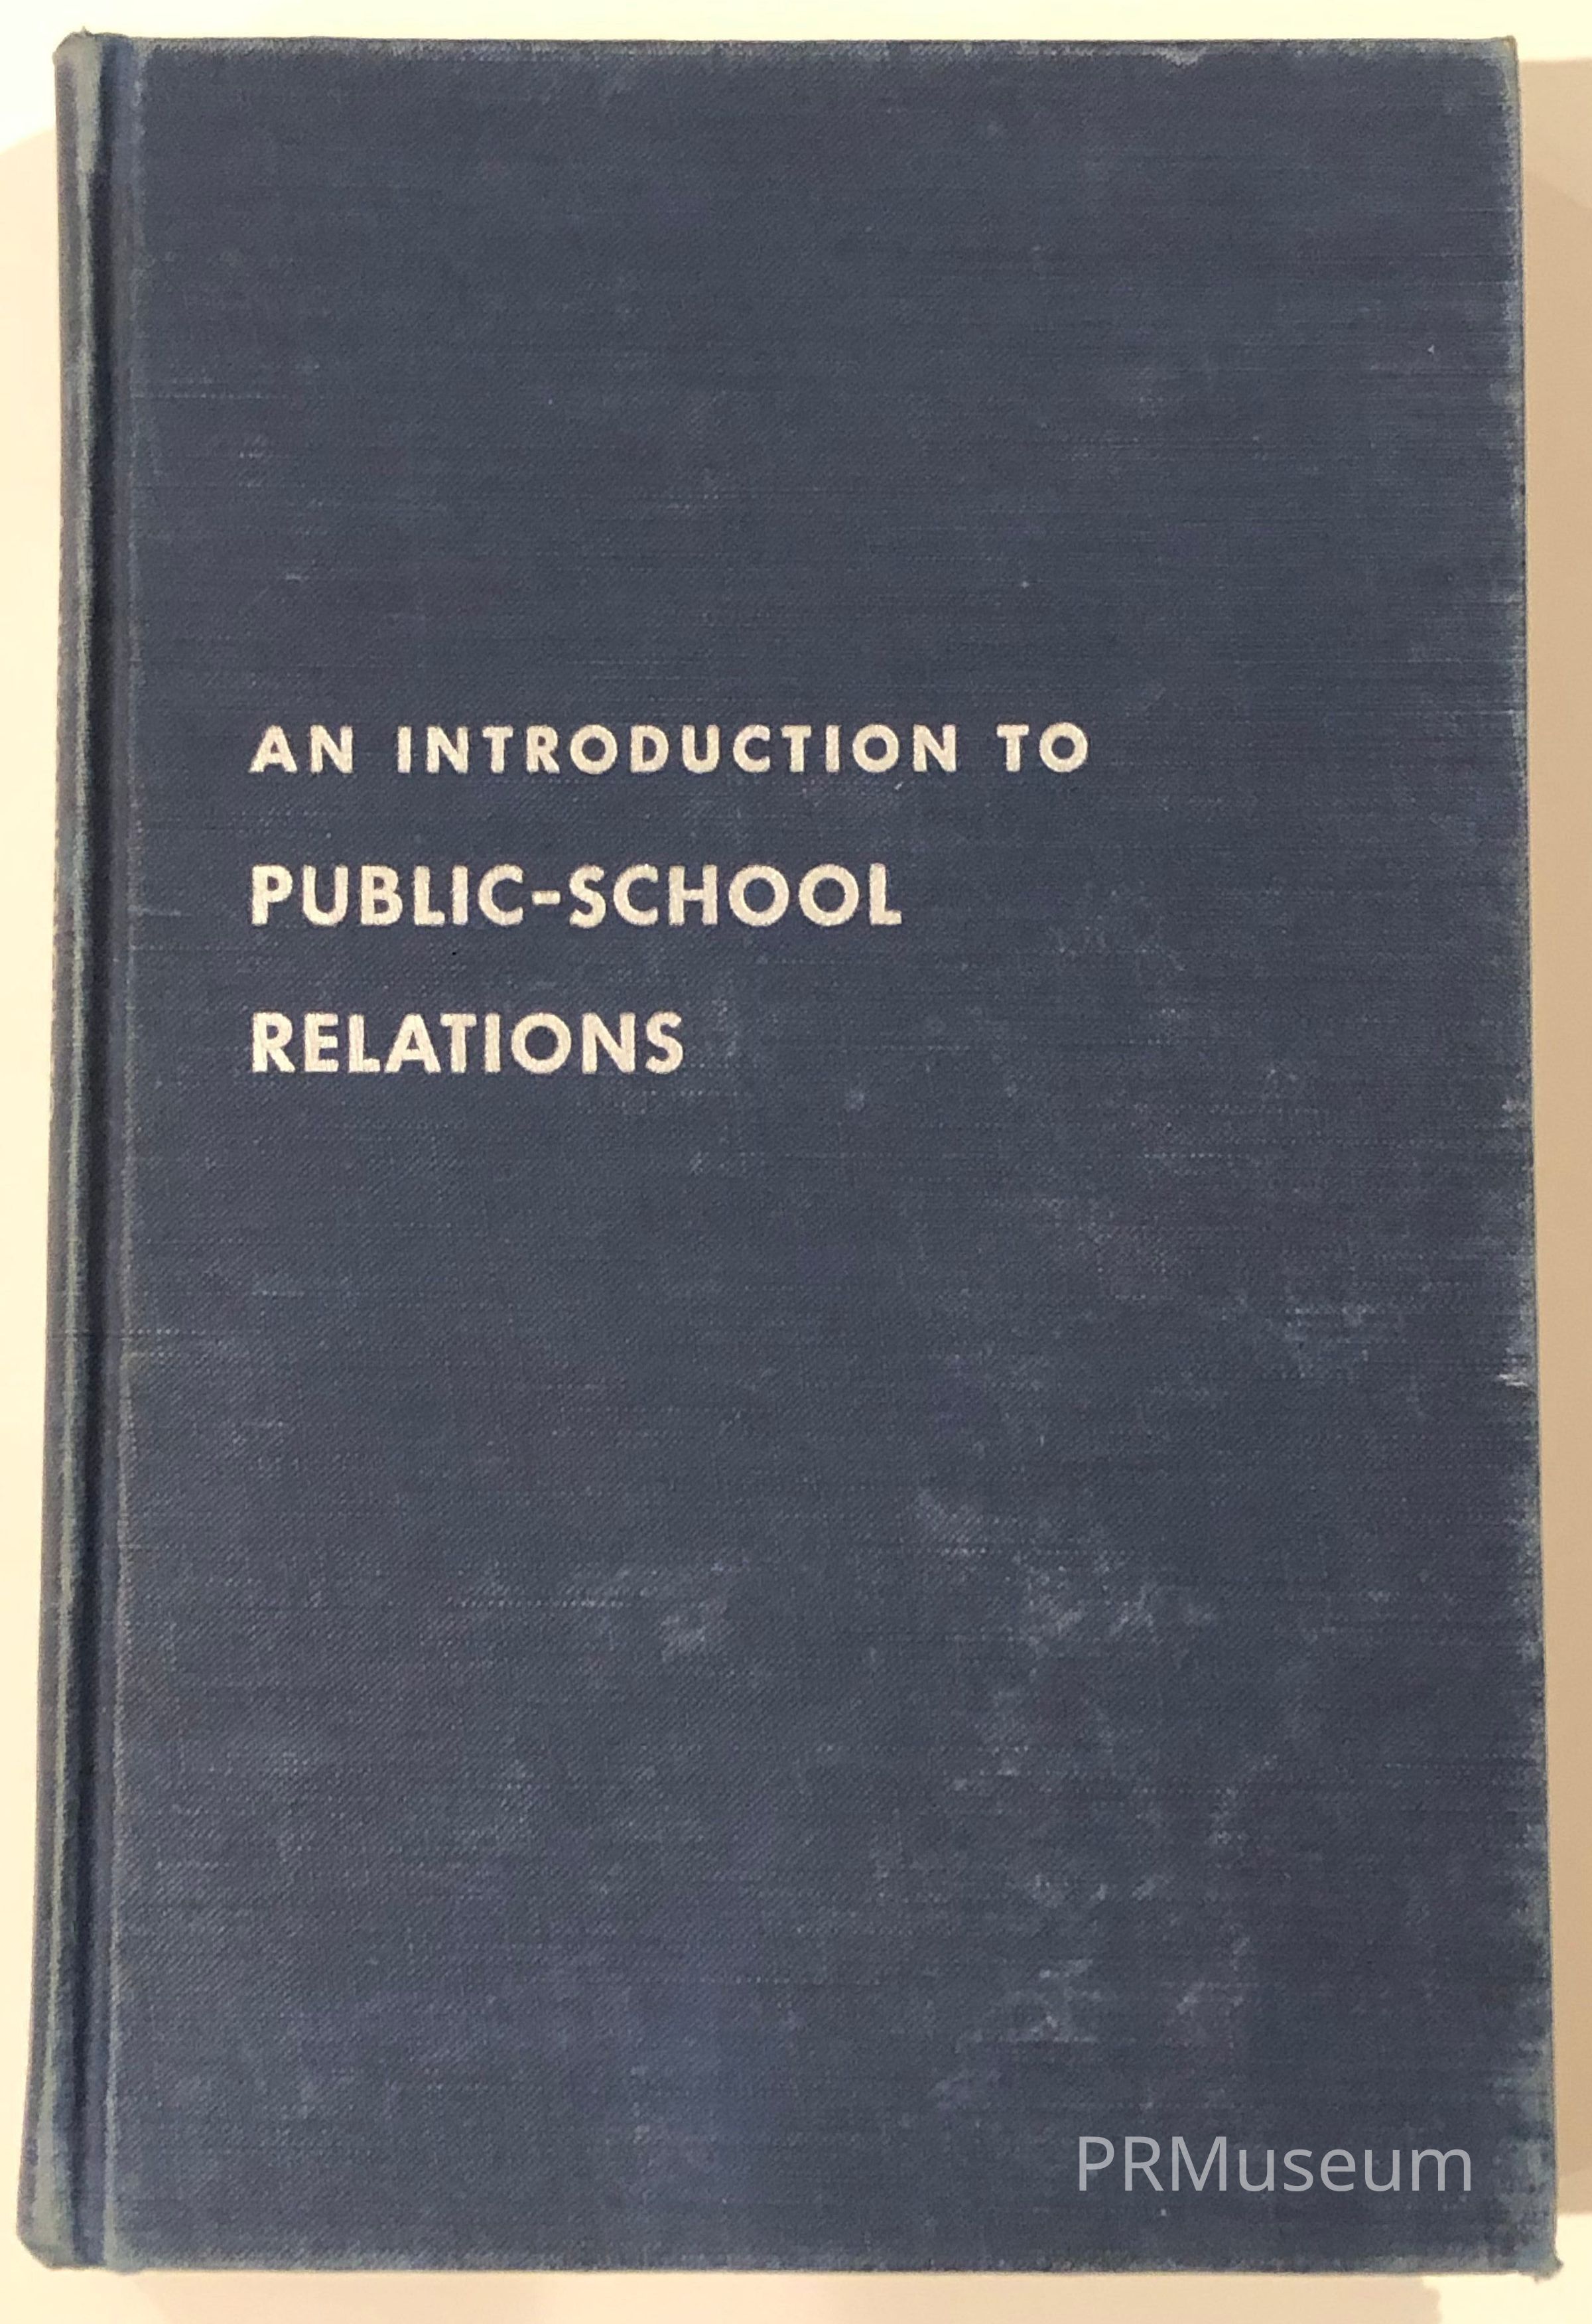 AN INTRODUCTION TO
PUBLIC-SCHOOL
RELATIONS
PRMuseum